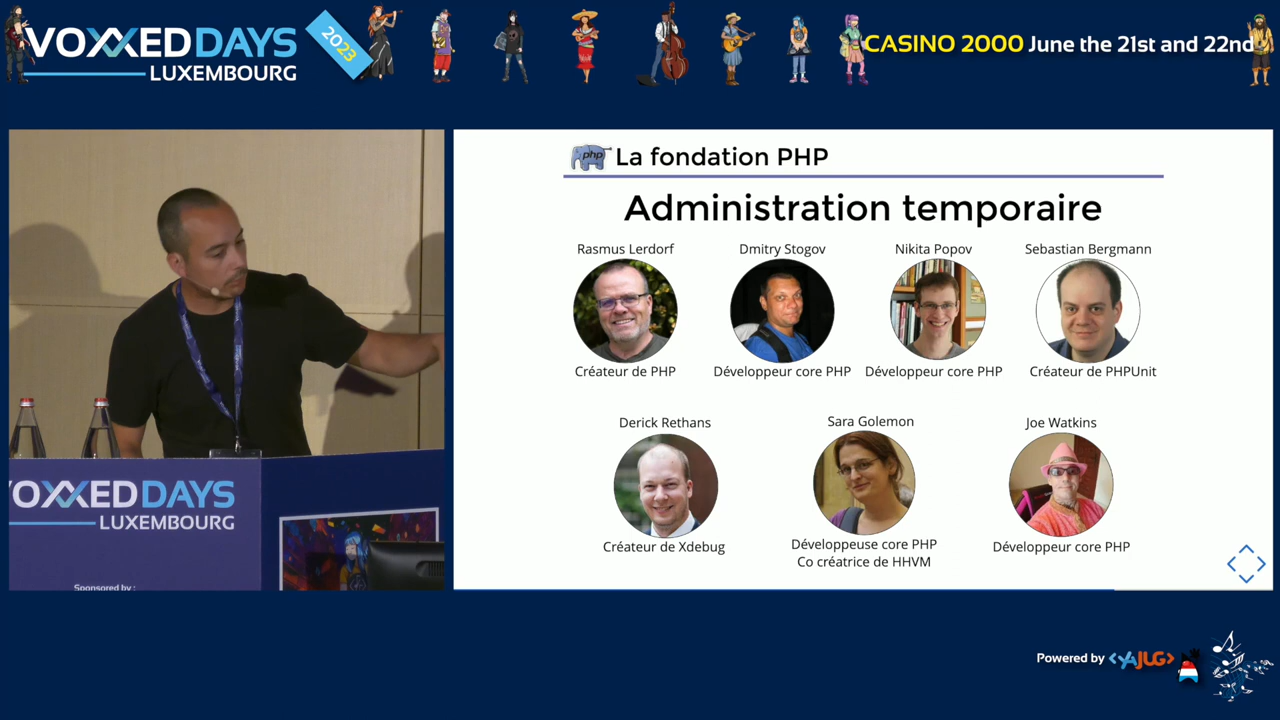 VOXXEDDAYS
LUXEMBOURG
2023
CASINO 2000 June the 21st and 22nd
php La fondation PHP
Administration temporaire
Rasmus Lerdorf Dmitry Stogov Nikita Popov Sebastian Bergmann
Créateur de PHP Développeur core PHP Développeur core PHP Créateur de PHPUnit
Derick Rethans Sara Golemon Joe Watkins
Créateur de Xdebug Développeuse core PHP Développeur core PHP
Co créatrice de HHVM
VOXXEDDAYS
LUXEMBOURG
Sponsored by :
Powered by <YAJUG>